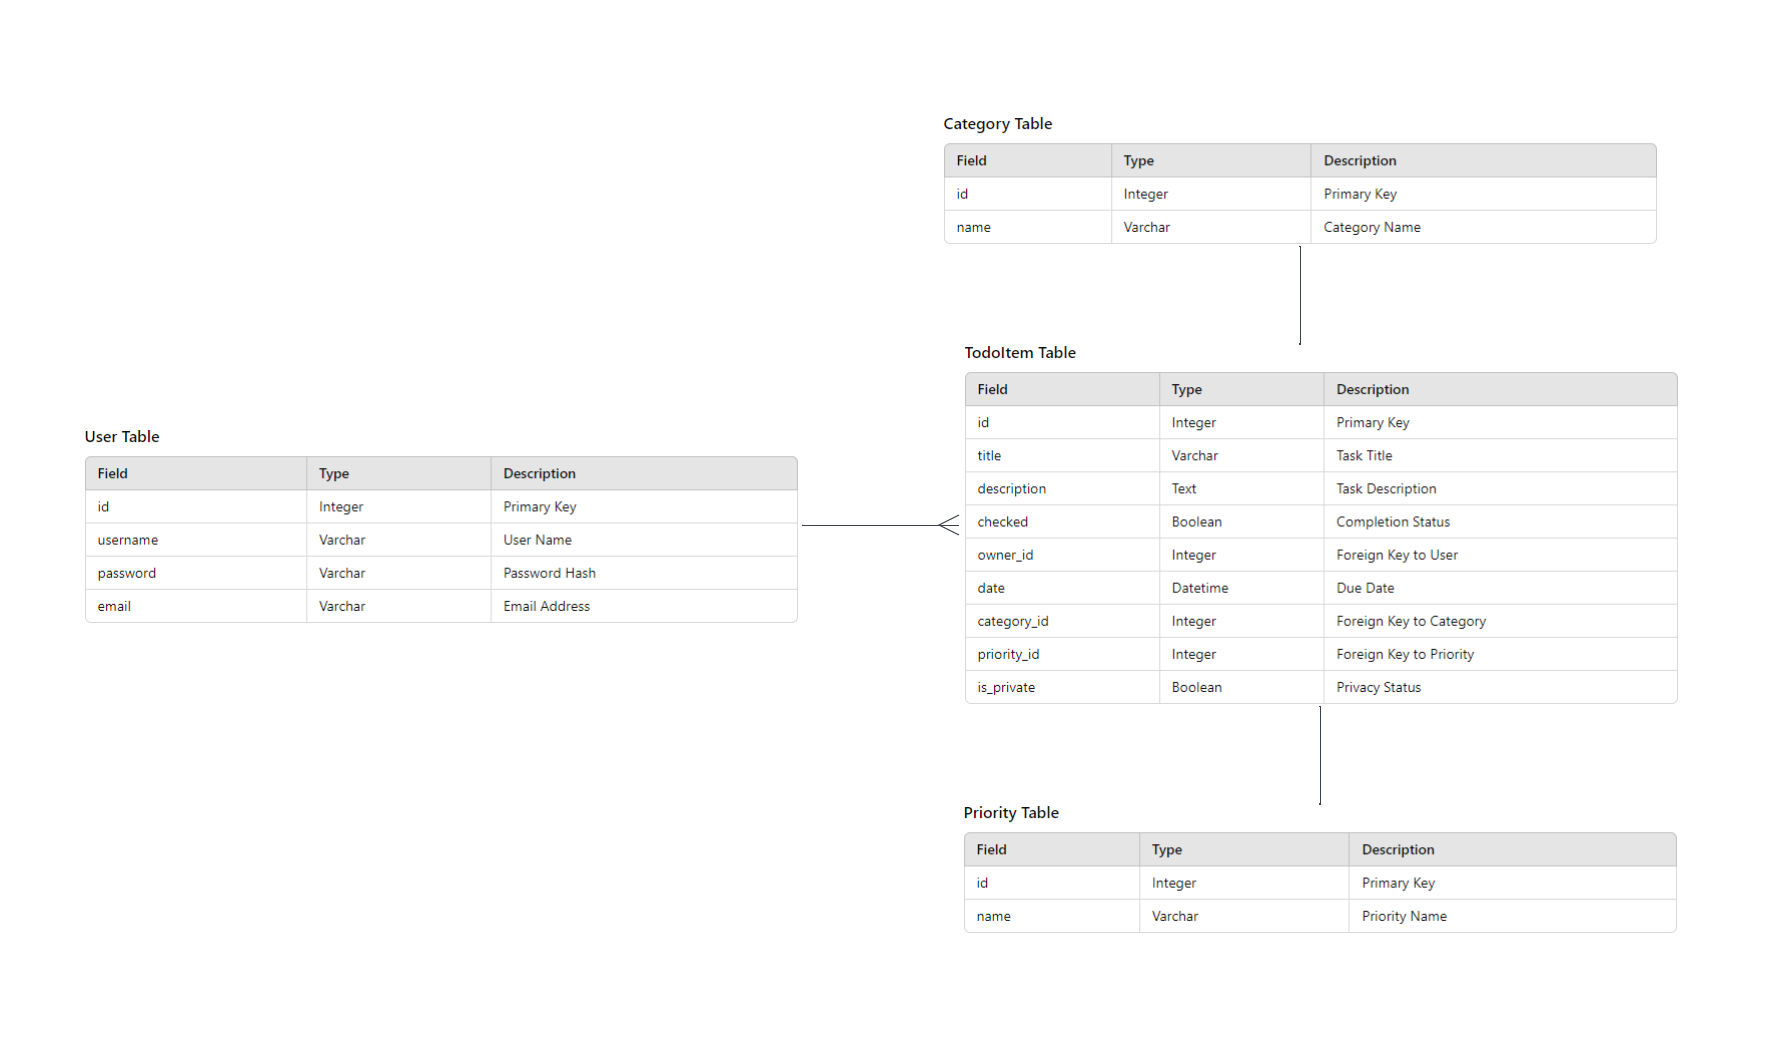 Category Table
Field Type Description
id Integer Primary Key
name Varchar Category Name
TodoItem Table
Field Type Description
id Integer Primary Key
title Varchar Task Title
description Text Task Description
checked Boolean Completion Status
owner_id Integer Foreign Key to User
date Datetime Due Date
category_id Integer Foreign Key to Category
priority_id Integer Foreign Key to Priority
is_private Boolean Privacy Status
User Table
Field Type Description
id Integer Primary Key
username Varchar User Name
password Varchar Password Hash
email Varchar Email Address
Priority Table
Field Type Description
id Integer Primary Key
name Varchar Priority Name